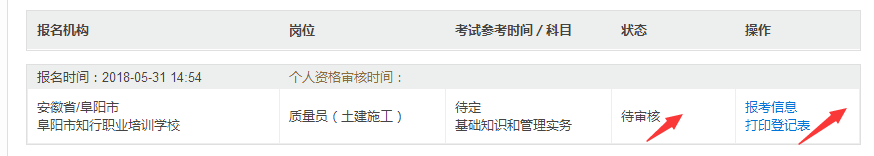 报名机构 岗位 考试参考时间 / 科目 状态 操作
报名时间：2018-05-31 14:54 个人资格审核时间：
安徽省/阜阳市 待定 报考信息
质量员（土建施工） 待审核
阜阳市知行职业培训学校 基础知识和管理实务 打印登记表